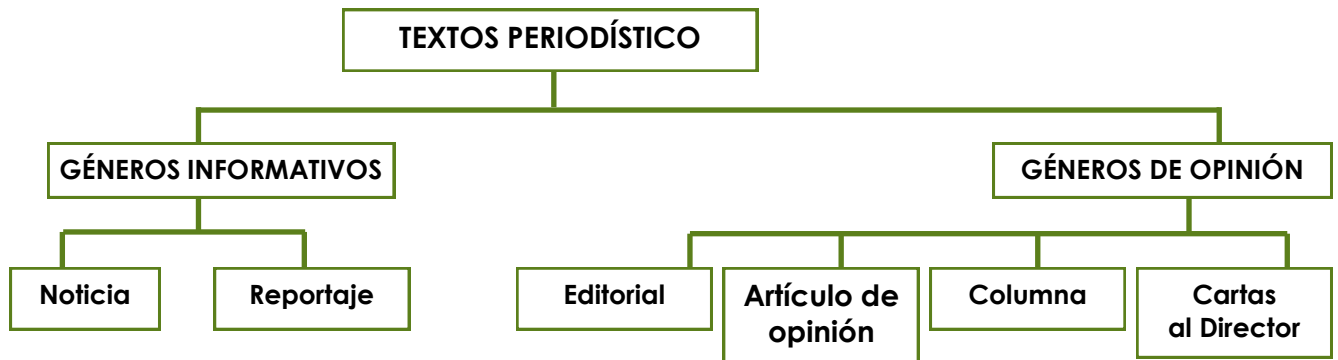 TEXTOS PERIODÍSTICO
GÉNEROS INFORMATIVOS
GÉNEROS DE OPINIÓN
Noticia
Reportaje
Editorial
Artículo de
opinión
Columna
Cartas
al Director